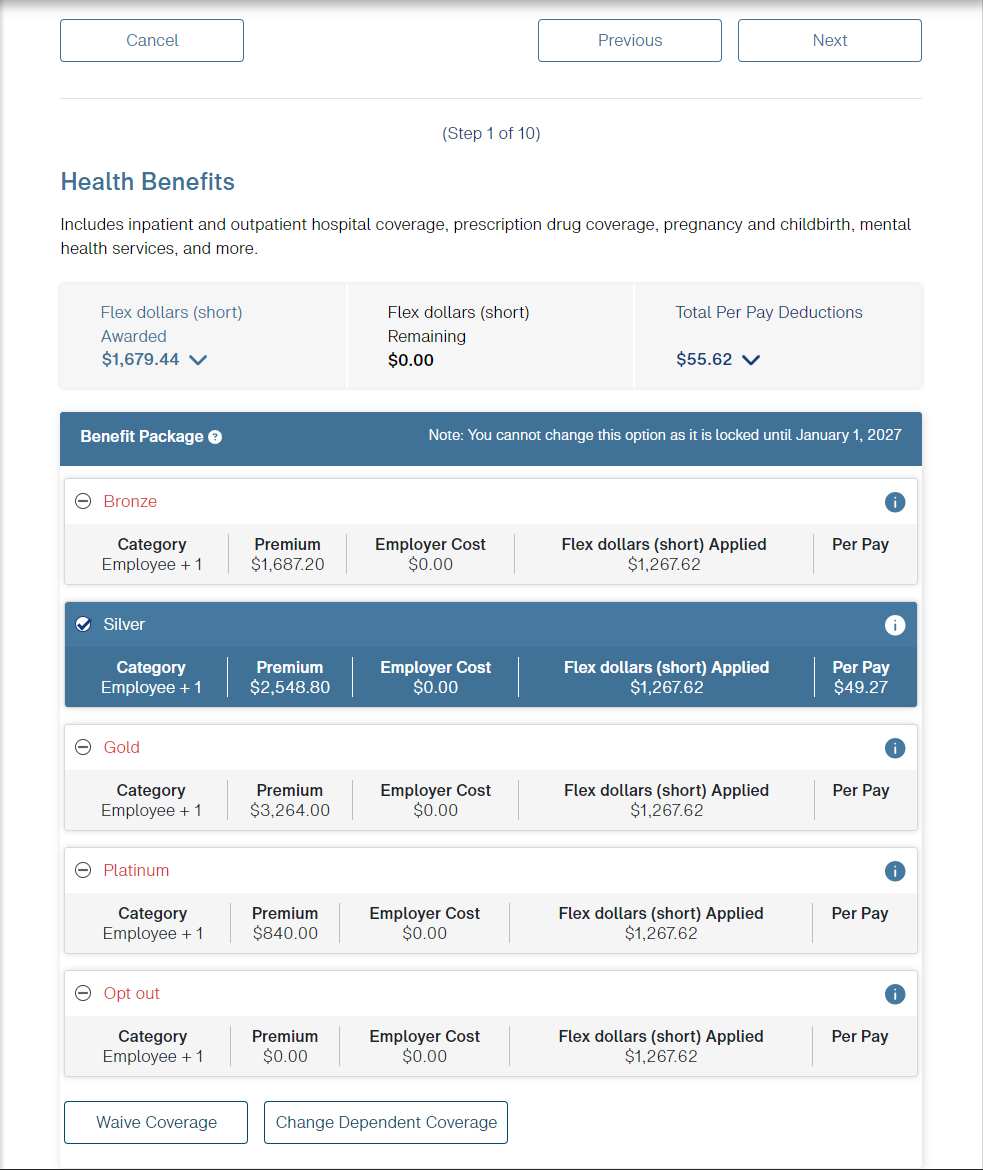 Cancel
Previous
Next
(Step 1 of 10)
Health Benefits
Includes inpatient and outpatient hospital coverage, prescription drug coverage, pregnancy and childbirth, mental
health services, and more.
Flex dollars (short)
Awarded
$1,679.44
Flex dollars (short)
Remaining
$0.00
Total Per Pay Deductions
$55.62
Benefit Package ?
Note: You cannot change this option as it is locked until January 1, 2027
Bronze
i
Category Premium Employer Cost Flex dollars (short) Applied Per Pay
Employee + 1 $1,687.20 $0.00 $1,267.62
Silver
i
Category Premium Employer Cost Flex dollars (short) Applied Per Pay
Employee + 1 $2,548.80 $0.00 $1,267.62 $49.27
Gold
i
Category Premium Employer Cost Flex dollars (short) Applied Per Pay
Employee + 1 $3,264.00 $0.00 $1,267.62
Platinum
i
Category Premium Employer Cost Flex dollars (short) Applied Per Pay
Employee + 1 $840.00 $0.00 $1,267.62
Opt out
i
Category Premium Employer Cost Flex dollars (short) Applied Per Pay
Employee + 1 $0.00 $0.00 $1,267.62
Waive Coverage
Change Dependent Coverage